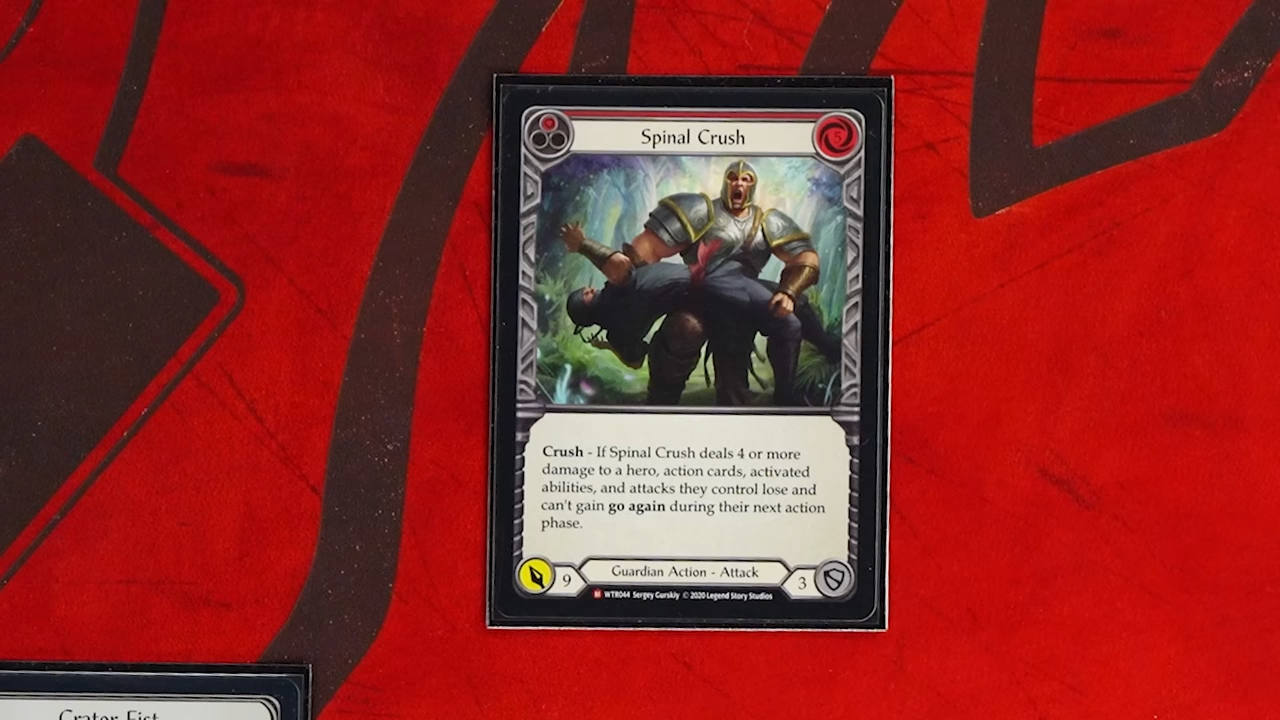 Spinal Crush
5
Crush - If Spinal Crush deals 4 or more
damage to a hero, action cards, activated
abilities, and attacks they control lose and
can't gain go again during their next action
phase.
9
Guardian Action - Attack
3
M WTR044 Sergey Gurskiy © 2020 Legend Story Studios
Crater Fist